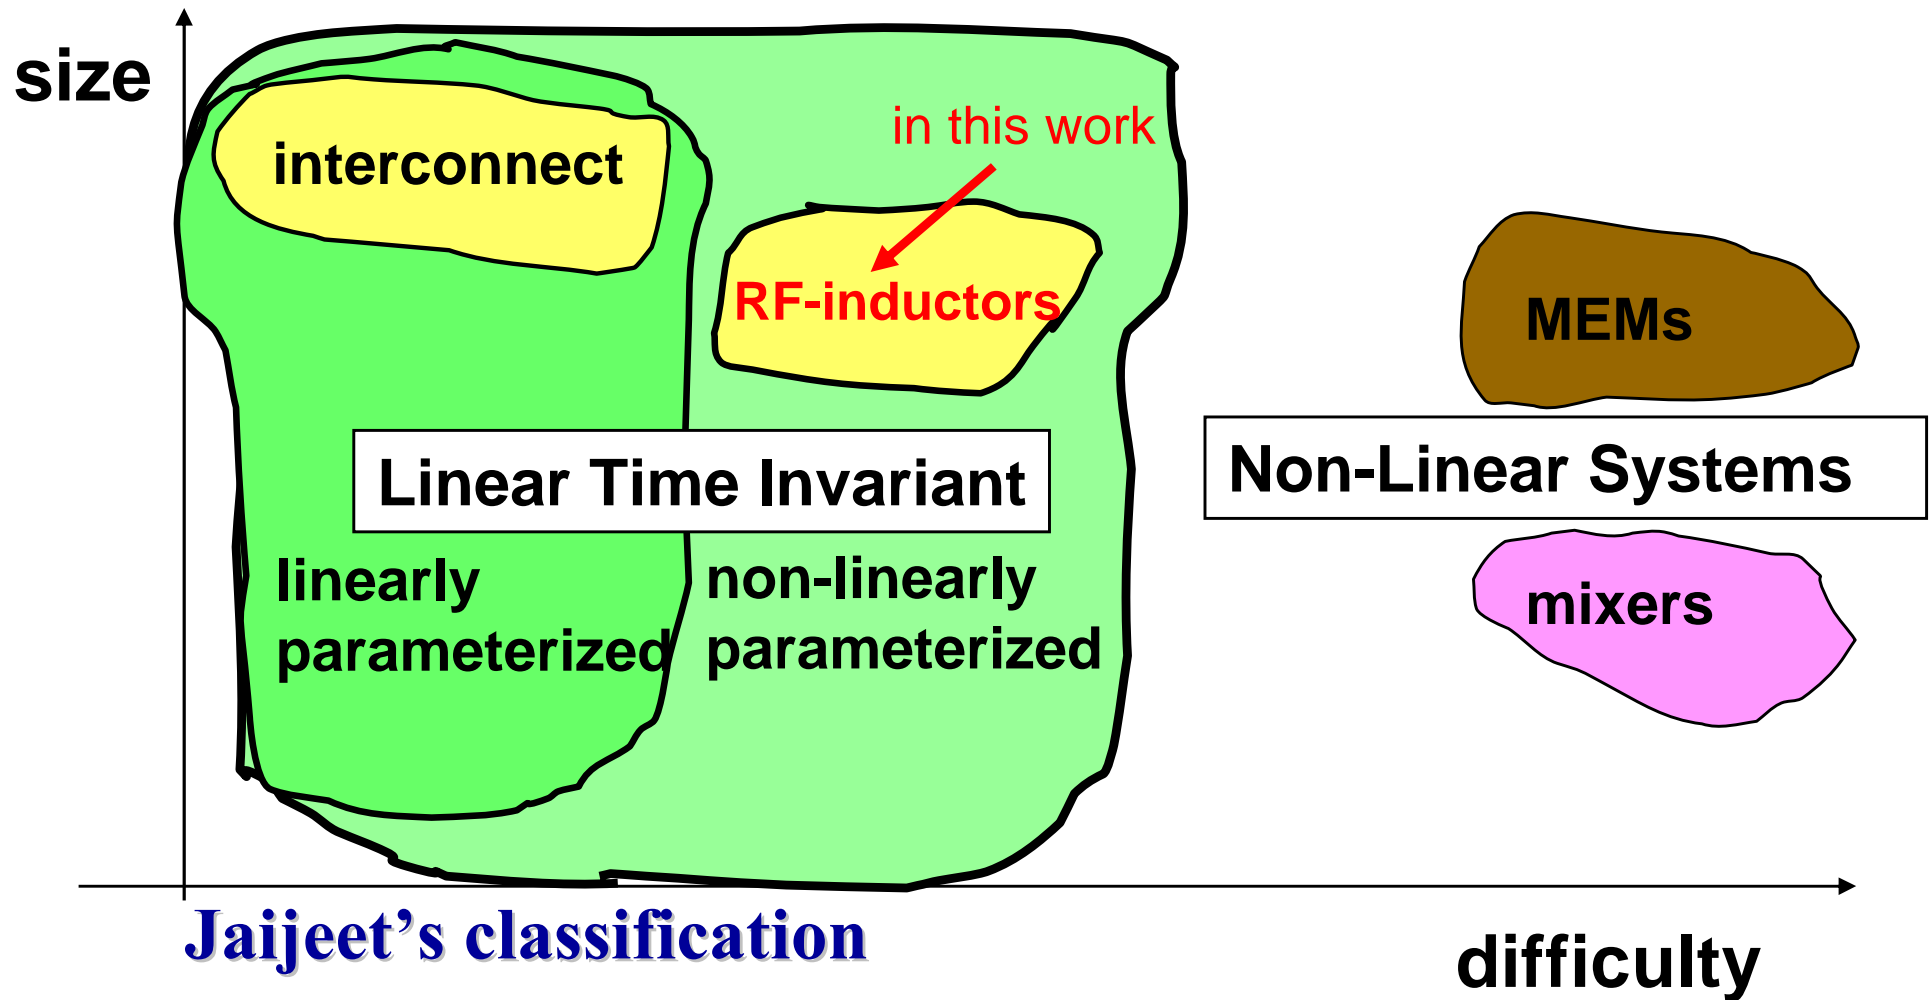 size
in this work
interconnect
RF-inductors
MEMs
Linear Time Invariant
Non-Linear Systems
linearly
parameterized
non-linearly
parameterized
mixers
Jaijeet’s classification
difficulty